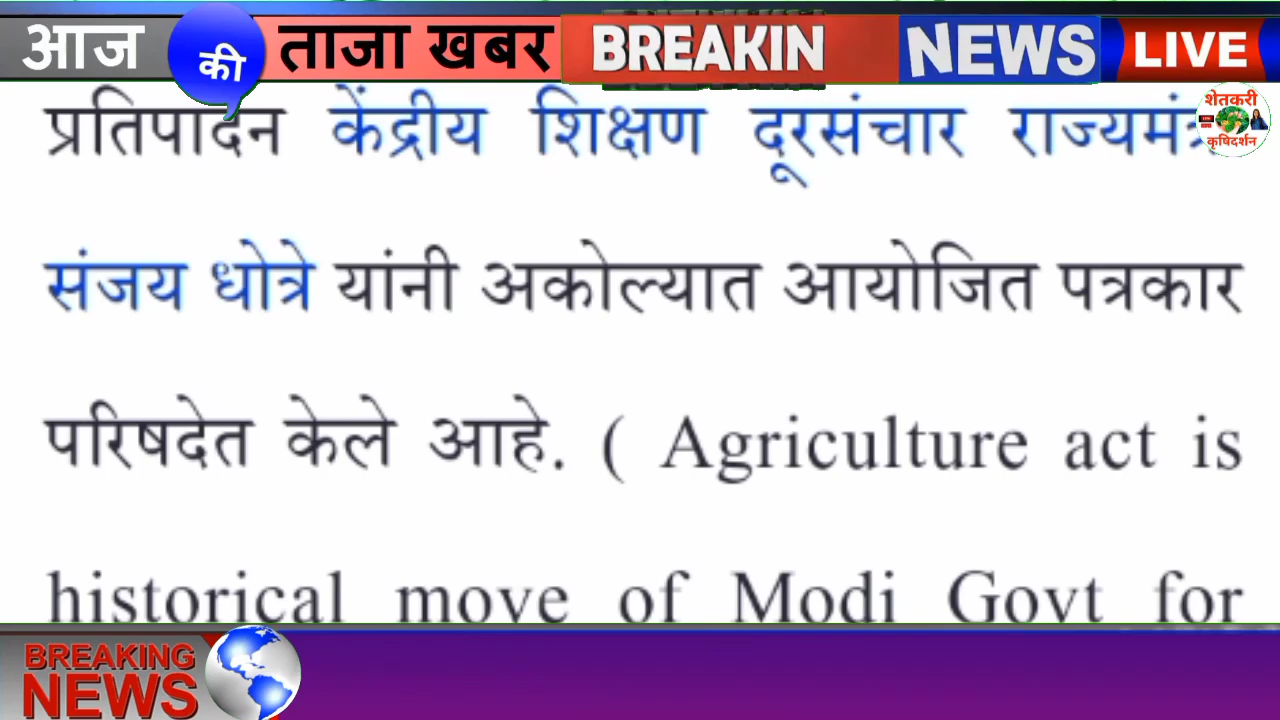 आज की ताजा खबर BREAKIN NEWS LIVE
शेतकरी
कृषिदर्शन
प्रतिपादन केंद्रीय शिक्षण दूरसंचार
संजय धोत्रे यांनी अकोल्यात आयोजित पत्रकार
परिषदेत केले आहे. ( Agriculture act is
historical move of Modi Govt for
BREAKING
NEWS